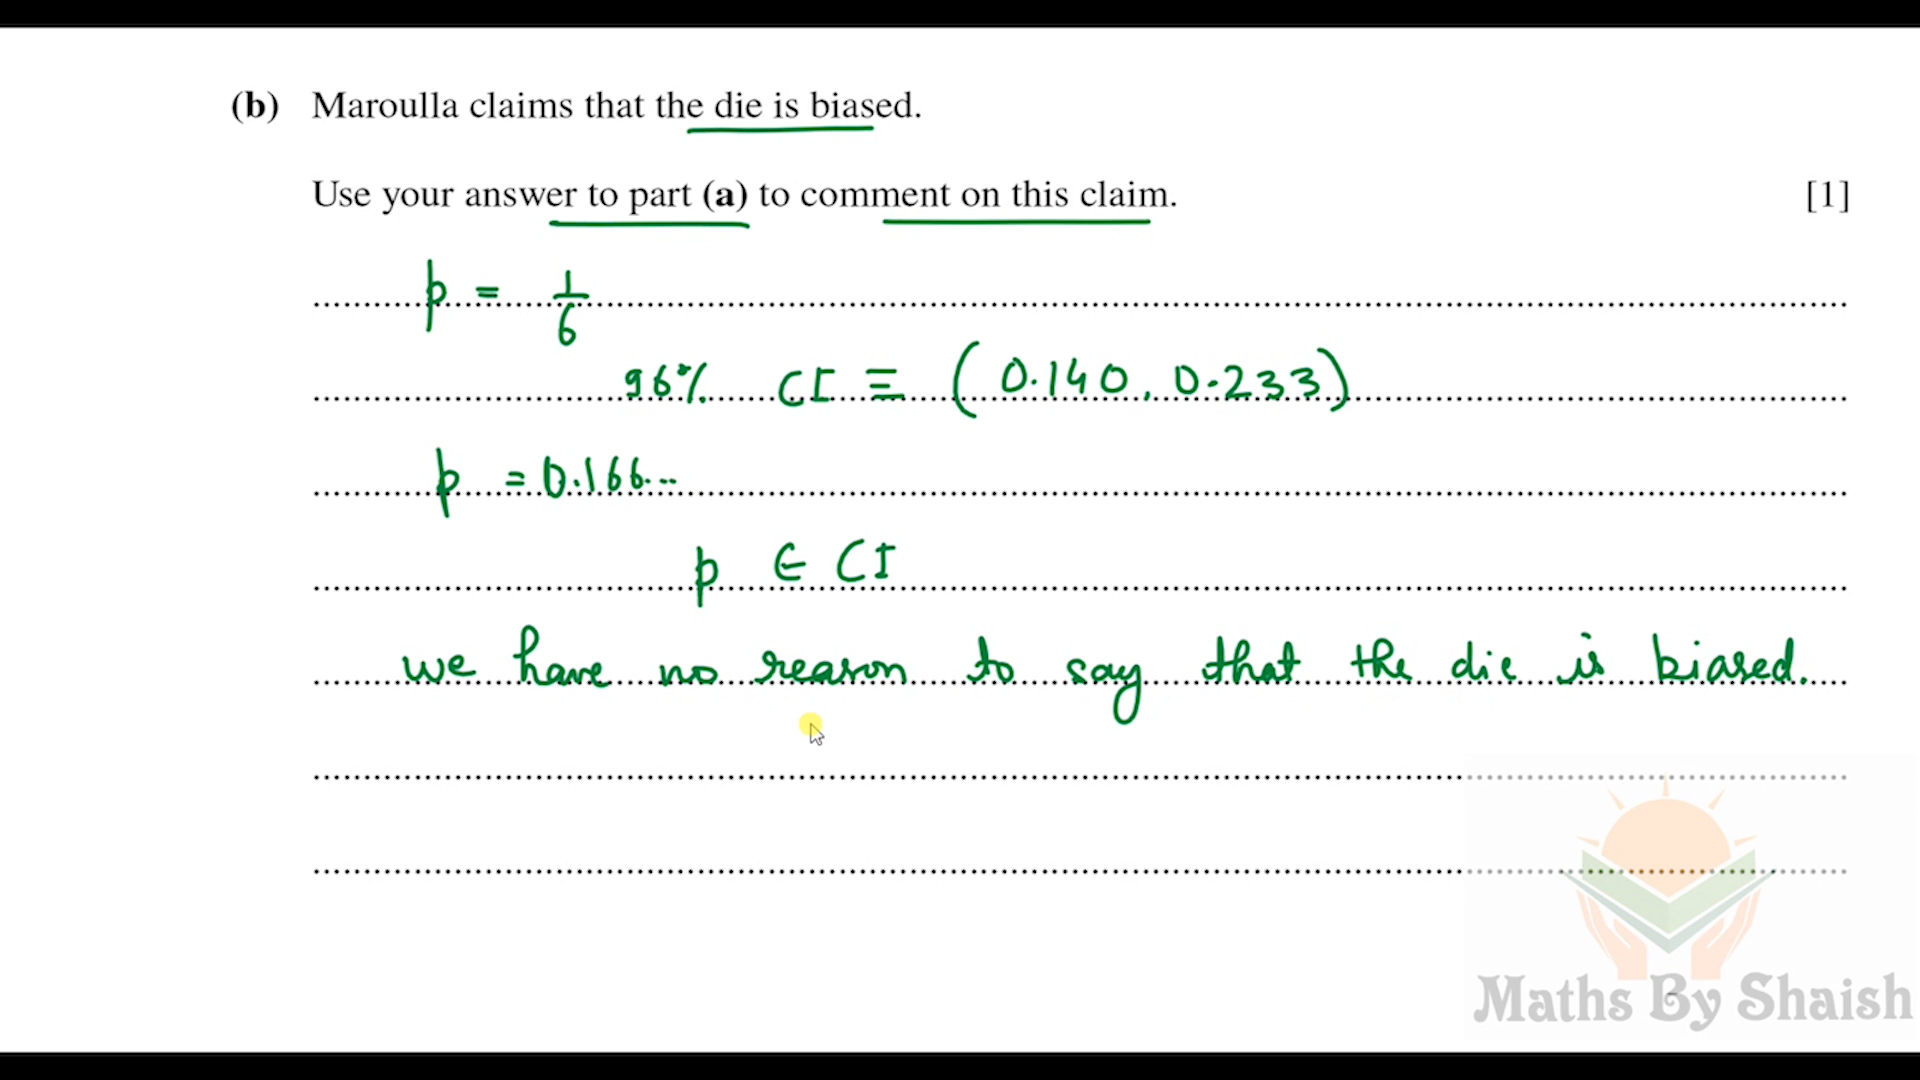 (b) Maroulla claims that the die is biased.
Use your answer to part (a) to comment on this claim. [1]
p = 1/6
96% CI ≡ (0.140, 0.233)
p = 0.166...
p ∈ CI
we have no reason to say that the die is biased.
Maths By Shaish